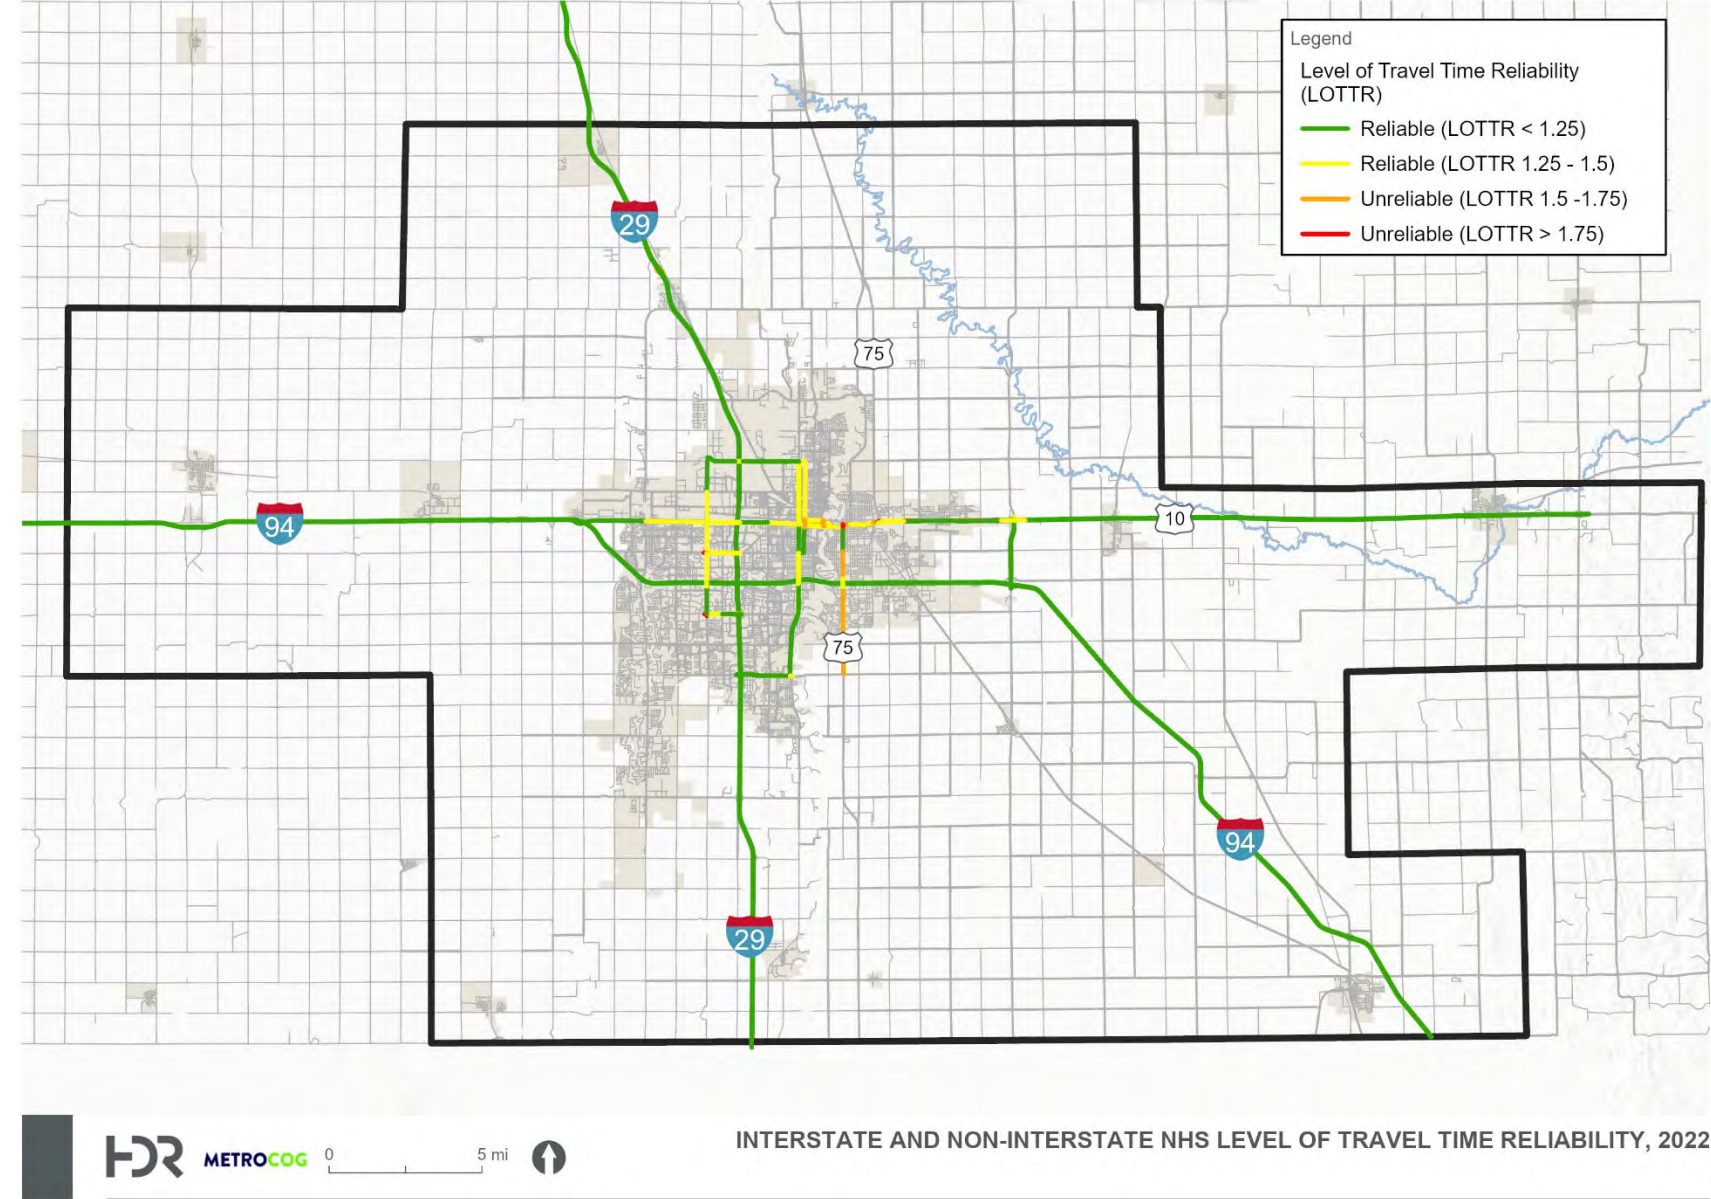 Legend
Level of Travel Time Reliability
(LOTTR)
Reliable (LOTTR < 1.25)
Reliable (LOTTR 1.25 - 1.5)
Unreliable (LOTTR 1.5 -1.75)
Unreliable (LOTTR > 1.75)
29
75
94
10
75
94
29
HDR
METROCOG
0
5 mi
INTERSTATE AND NON-INTERSTATE NHS LEVEL OF TRAVEL TIME RELIABILITY, 2022